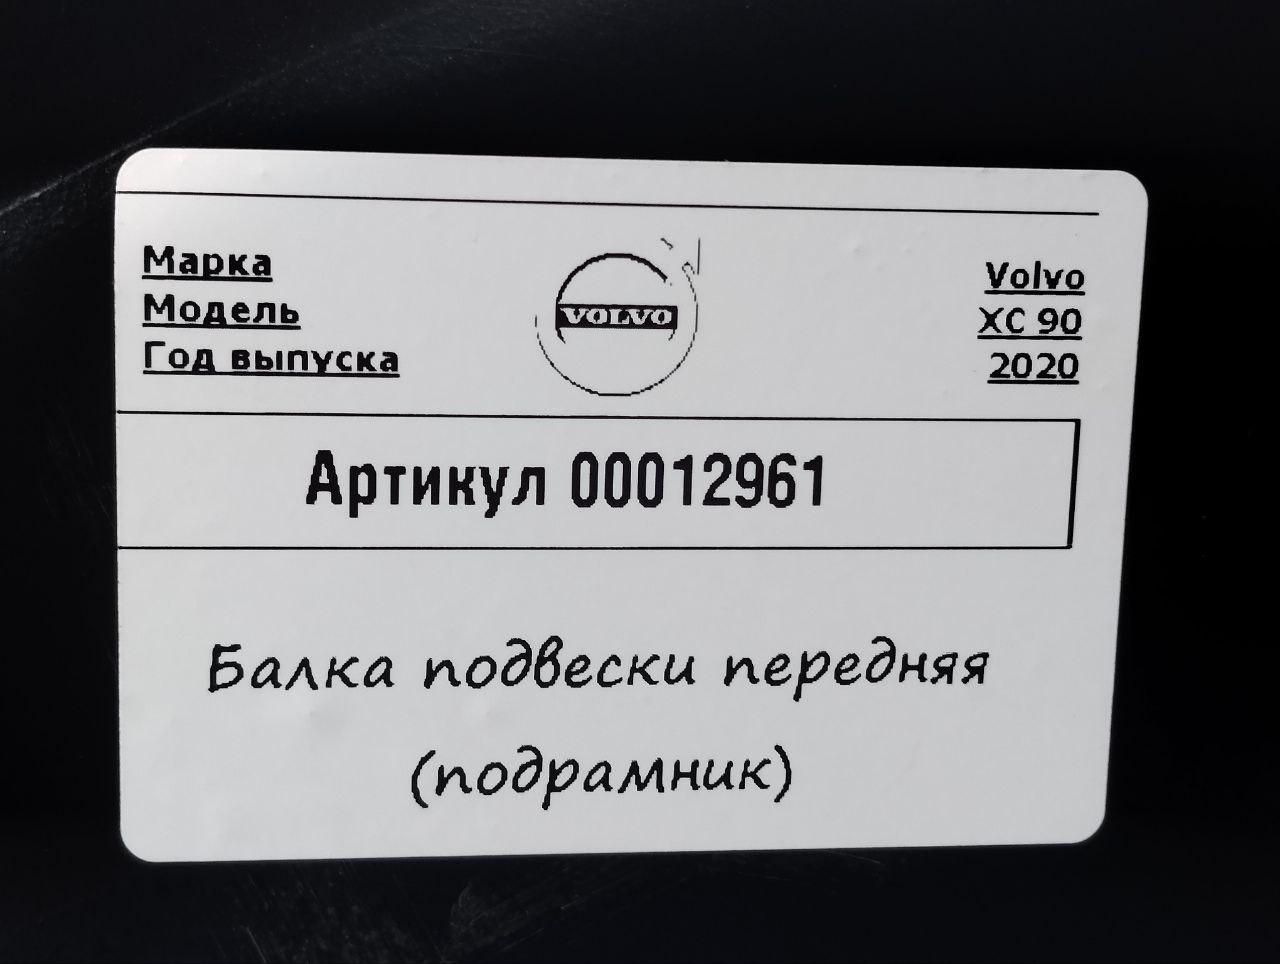 Марка
Модель
Год выпуска
VOLVO
Volvo
XC 90
2020
Артикул 00012961
Балка подвески передняя
(подрамник)